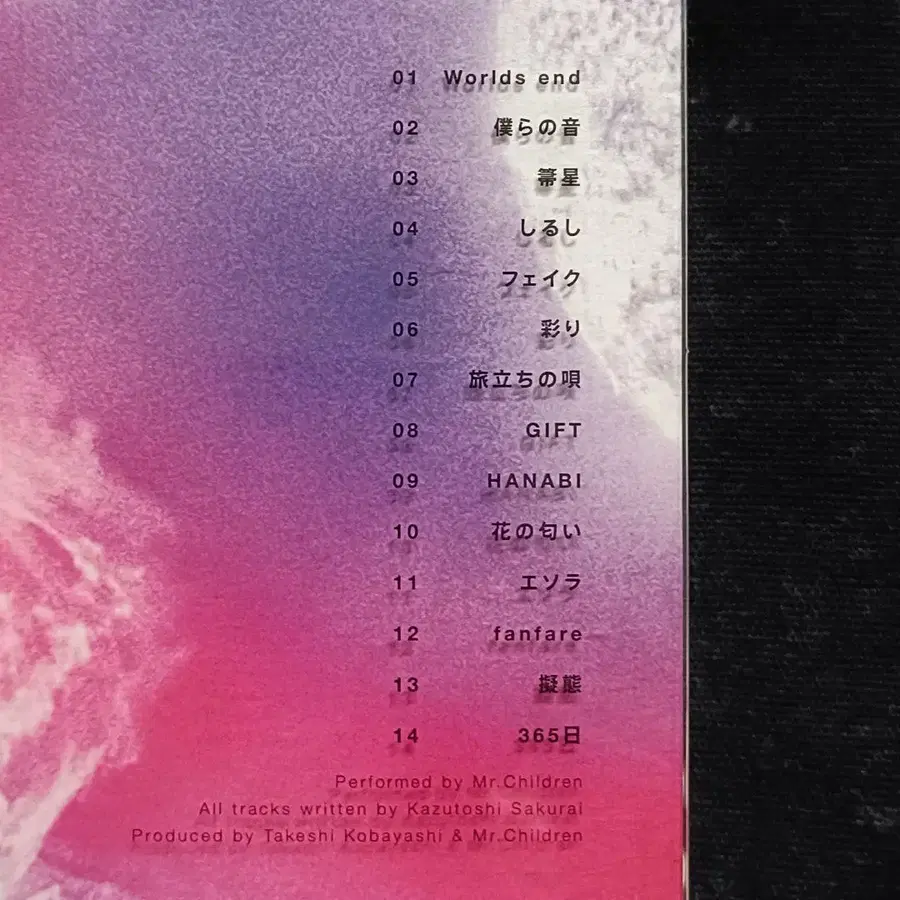 01 Worlds end
02 僕らの音
03 箒星
04 しるし
05 フェイク
06 彩り
07 旅立ちの唄
08 GIFT
09 HANABI
10 花の匂い
11 エソラ
12 fanfare
13 擬態
14 365日
Performed by Mr.Children
All tracks written by Kazutoshi Sakurai
Produced by Takeshi Kobayashi & Mr.Children